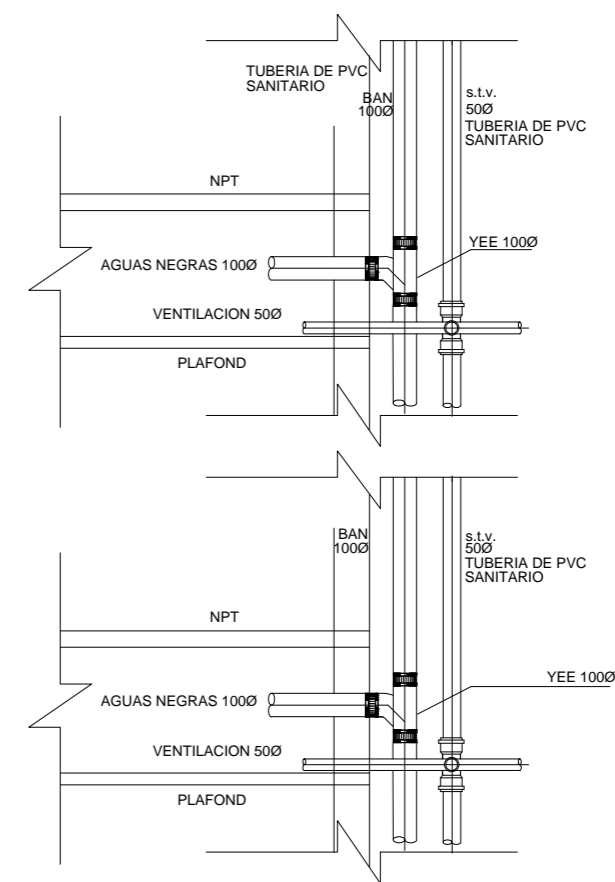 TUBERIA DE PVC
SANITARIO
BAN
100Ø
s.t.v.
50Ø
TUBERIA DE PVC
SANITARIO
NPT
YEE 100Ø
AGUAS NEGRAS 100Ø
VENTILACION 50Ø
PLAFOND
BAN
100Ø
s.t.v.
50Ø
TUBERIA DE PVC
SANITARIO
NPT
YEE 100Ø
AGUAS NEGRAS 100Ø
VENTILACION 50Ø
PLAFOND